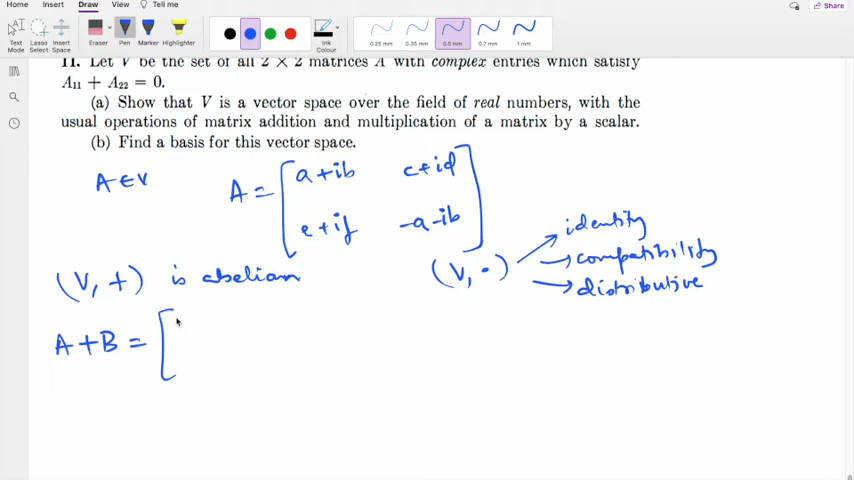 Home Insert Draw View Tell me Share
Text Mode Lasso Select Insert Space Eraser Pen Marker Highlighter 0.25 mm 0.35 mm 0.5 mm 0.7 mm 1 mm Ink Colour
11. Let V be the set of all 2 × 2 matrices A with complex entries which satisfy
A11 + A22 = 0.
(a) Show that V is a vector space over the field of real numbers, with the
usual operations of matrix addition and multiplication of a matrix by a scalar.
(b) Find a basis for this vector space.
A ∈ V A = [ a + ib c + id
e + if -a - ib ]
(V, +) is abelian (V, ·) → identity
→ compatibility
→ distributive
A + B = [